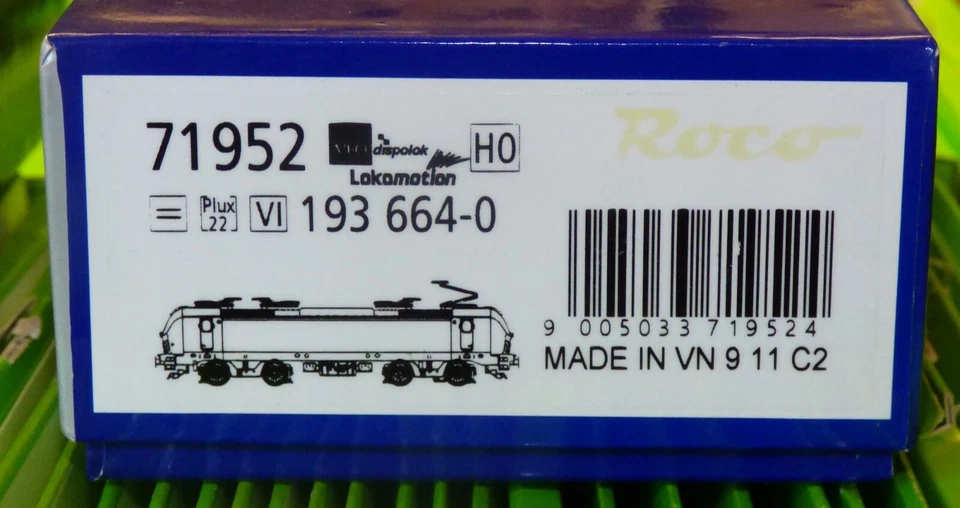 71952 dispolok H0 Roco
Lokomotion
Plux 22 VI 193 664-0
9 005033 719524
MADE IN VN 9 11 C2